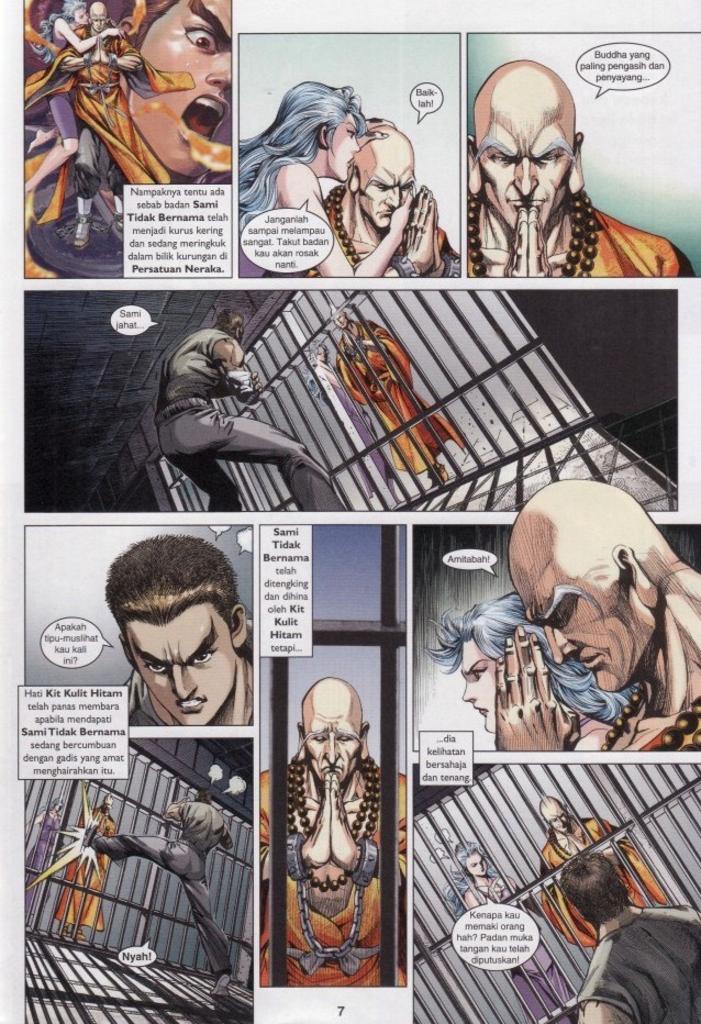 Nampaknya tentu ada
sebab badan Sami
Tidak Bernama telah
menjadi kurus kering
dan sedang meringkuk
dalam bilik kurungan di
Persatuan Neraka.
Baik-
lah!
Janganlah
sampai melampau
sangat. Takut badan
kau akan rosak
nanti.
Buddha yang
paling pengasih dan
penyayang...
Sami
jahat...
Apakah
tipu-muslihat
kau kali
ini?
Hati Kit Kulit Hitam
telah panas membara
apabila mendapati
Sami Tidak Bernama
sedang bercumbuan
dengan gadis yang amat
menghairahkan itu.
Nyah!
Sami
Tidak
Bernama
telah
ditengking
dan dihina
oleh Kit
Kulit
Hitam
tetapi...
Amitabah!
...dia
kelihatan
bersahaja
dan tenang.
Kenapa kau
memaki orang
hah? Padan muka
tangan kau telah
diputuskan!
7